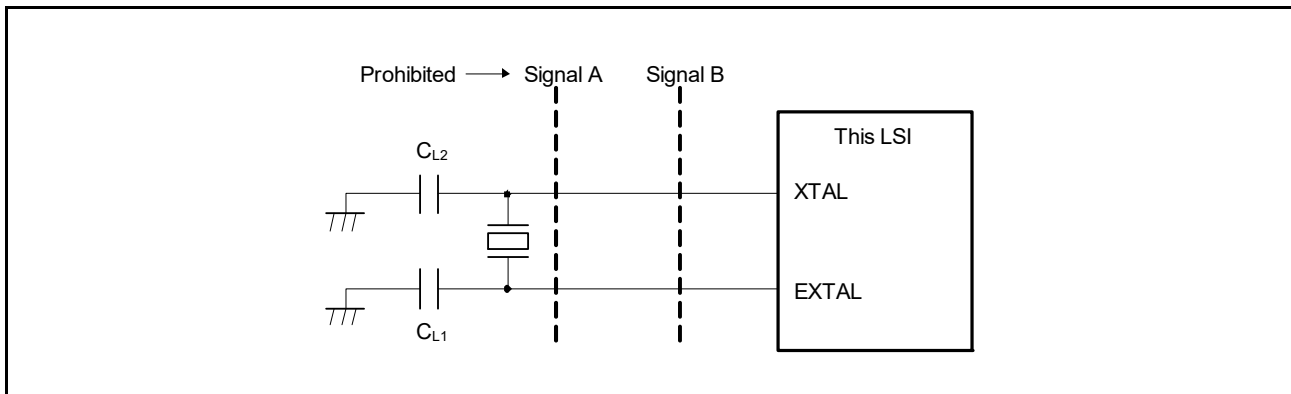 Prohibited Signal A Signal B
This LSI
CL2
XTAL
EXTAL
CL1